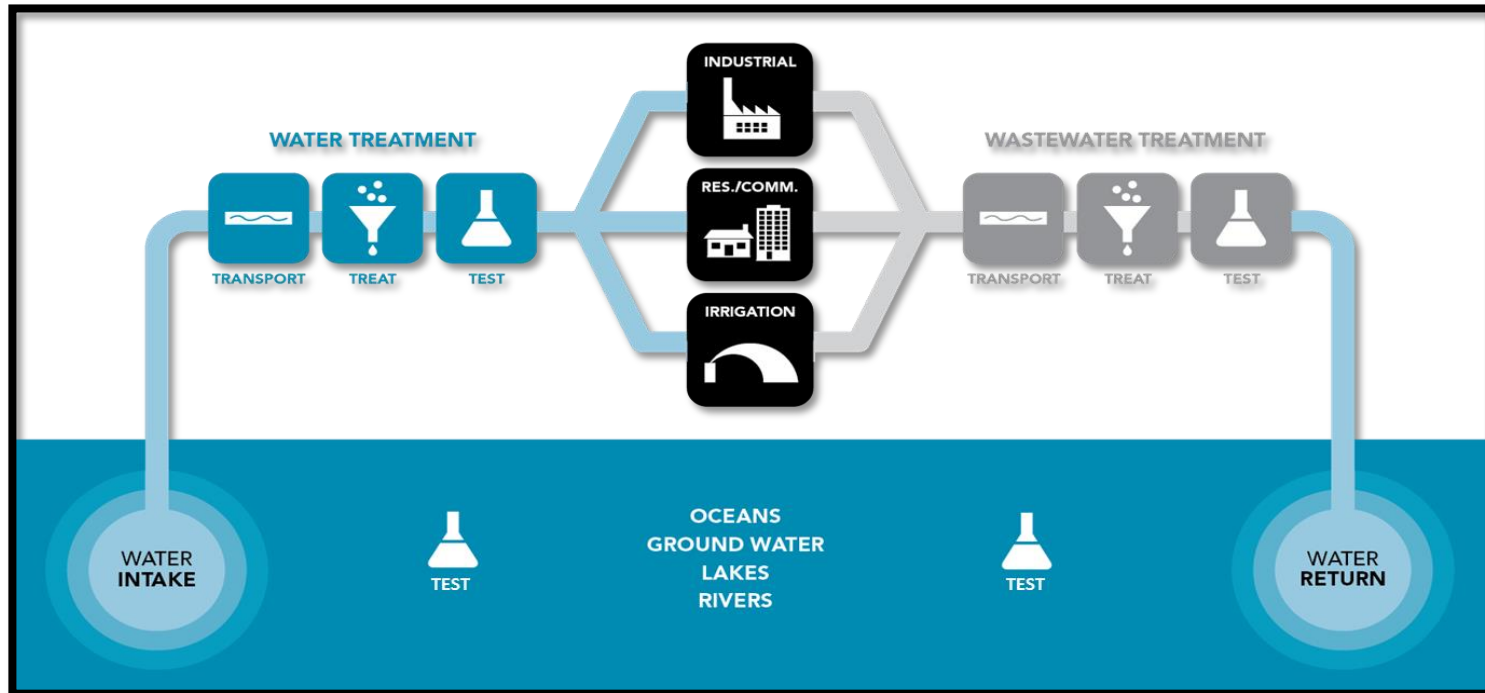 INDUSTRIAL
WATER TREATMENT
WASTEWATER TREATMENT
RES./COMM.
TRANSPORT
TREAT
TEST
TRANSPORT
TREAT
TEST
IRRIGATION
WATER
INTAKE
TEST
OCEANS
GROUND WATER
LAKES
RIVERS
TEST
WATER
RETURN